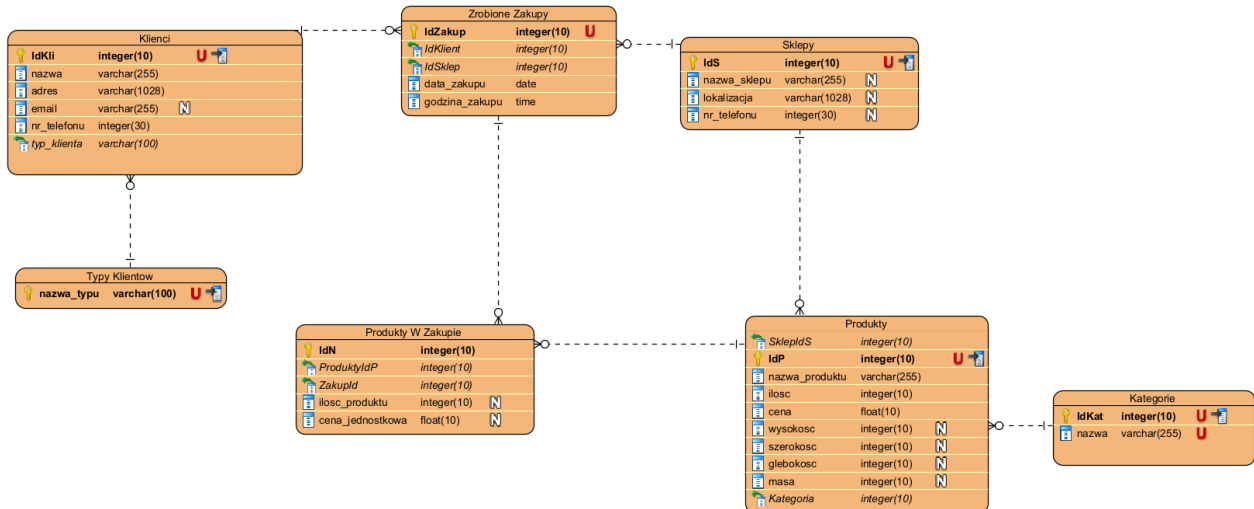 Klienci
IdKli integer(10) U
nazwa varchar(255)
adres varchar(1028)
email varchar(255) N
nr_telefonu integer(30)
typ_klienta varchar(100)
Zrobione Zakupy
IdZakup integer(10) U
IdKlient integer(10)
IdSklep integer(10)
data_zakupu date
godzina_zakupu time
Sklepy
IdS integer(10) U
nazwa_sklepu varchar(255) N
lokalizacja varchar(1028) N
nr_telefonu integer(30) N
Typy Klientow
nazwa_typu varchar(100) U
Produkty W Zakupie
IdN integer(10)
ProduktyIdP integer(10)
ZakupId integer(10)
ilosc_produktu integer(10) N
cena_jednostkowa float(10) N
Produkty
SklepIdS integer(10)
IdP integer(10) U
nazwa_produktu varchar(255)
ilosc integer(10)
cena float(10)
wysokosc integer(10) N
szerokosc integer(10) N
glebokosc integer(10) N
masa integer(10) N
Kategoria integer(10)
Kategorie
IdKat integer(10) U
nazwa varchar(255) U